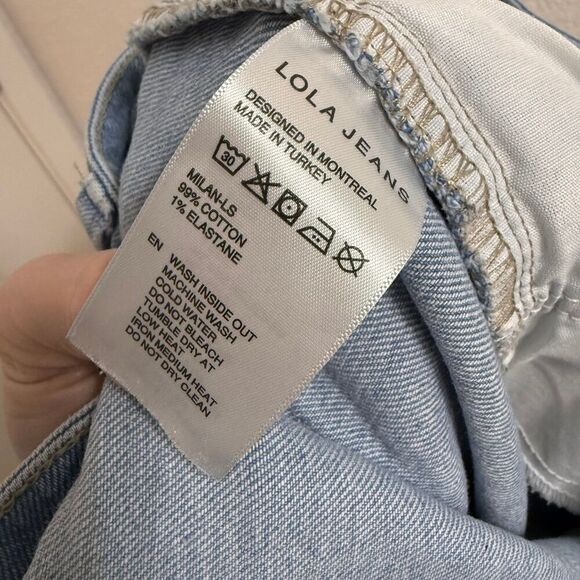 LOLA JEANS
DESIGNED IN MONTREAL
MADE IN TURKEY
30
MILAN-LS
99% COTTON
1% ELASTANE
EN
WASH INSIDE OUT
MACHINE WASH
COLD WATER
DO NOT BLEACH
TUMBLE DRY AT
LOW HEAT
IRON MEDIUM HEAT
DO NOT DRY CLEAN